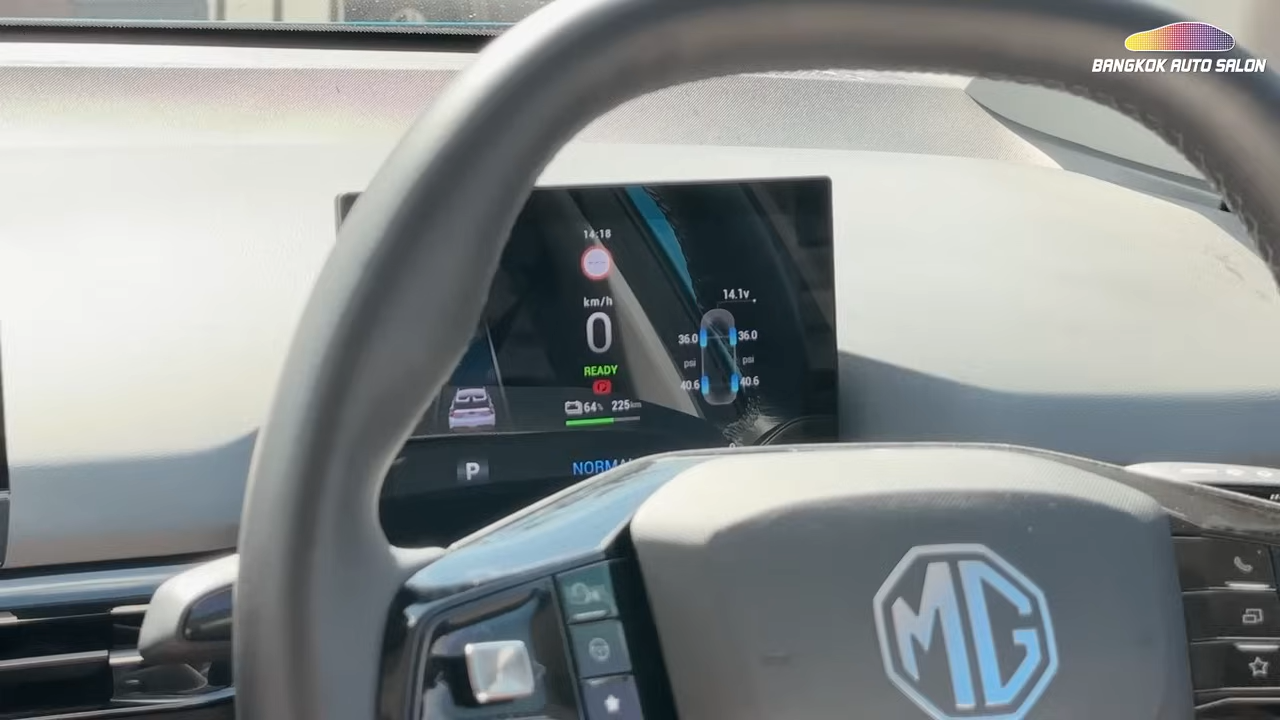 BANGKOK AUTO SALON
14:18
km/h
0
READY
P
64% 225km
14.1v
36.0 36.0
psi psi
40.6 40.6
P
NORMAL
MG